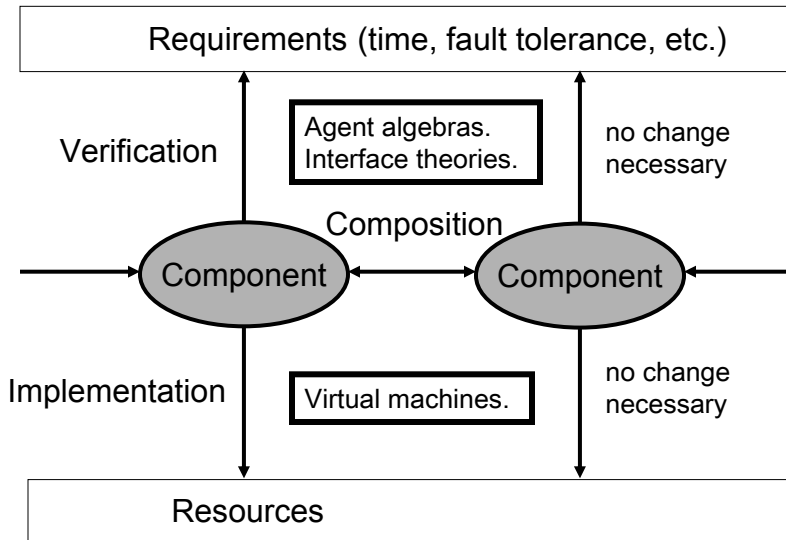 Requirements (time, fault tolerance, etc.)
Agent algebras.
Interface theories.
Verification
no change
necessary
Composition
Component
Component
Implementation
Virtual machines.
no change
necessary
Resources